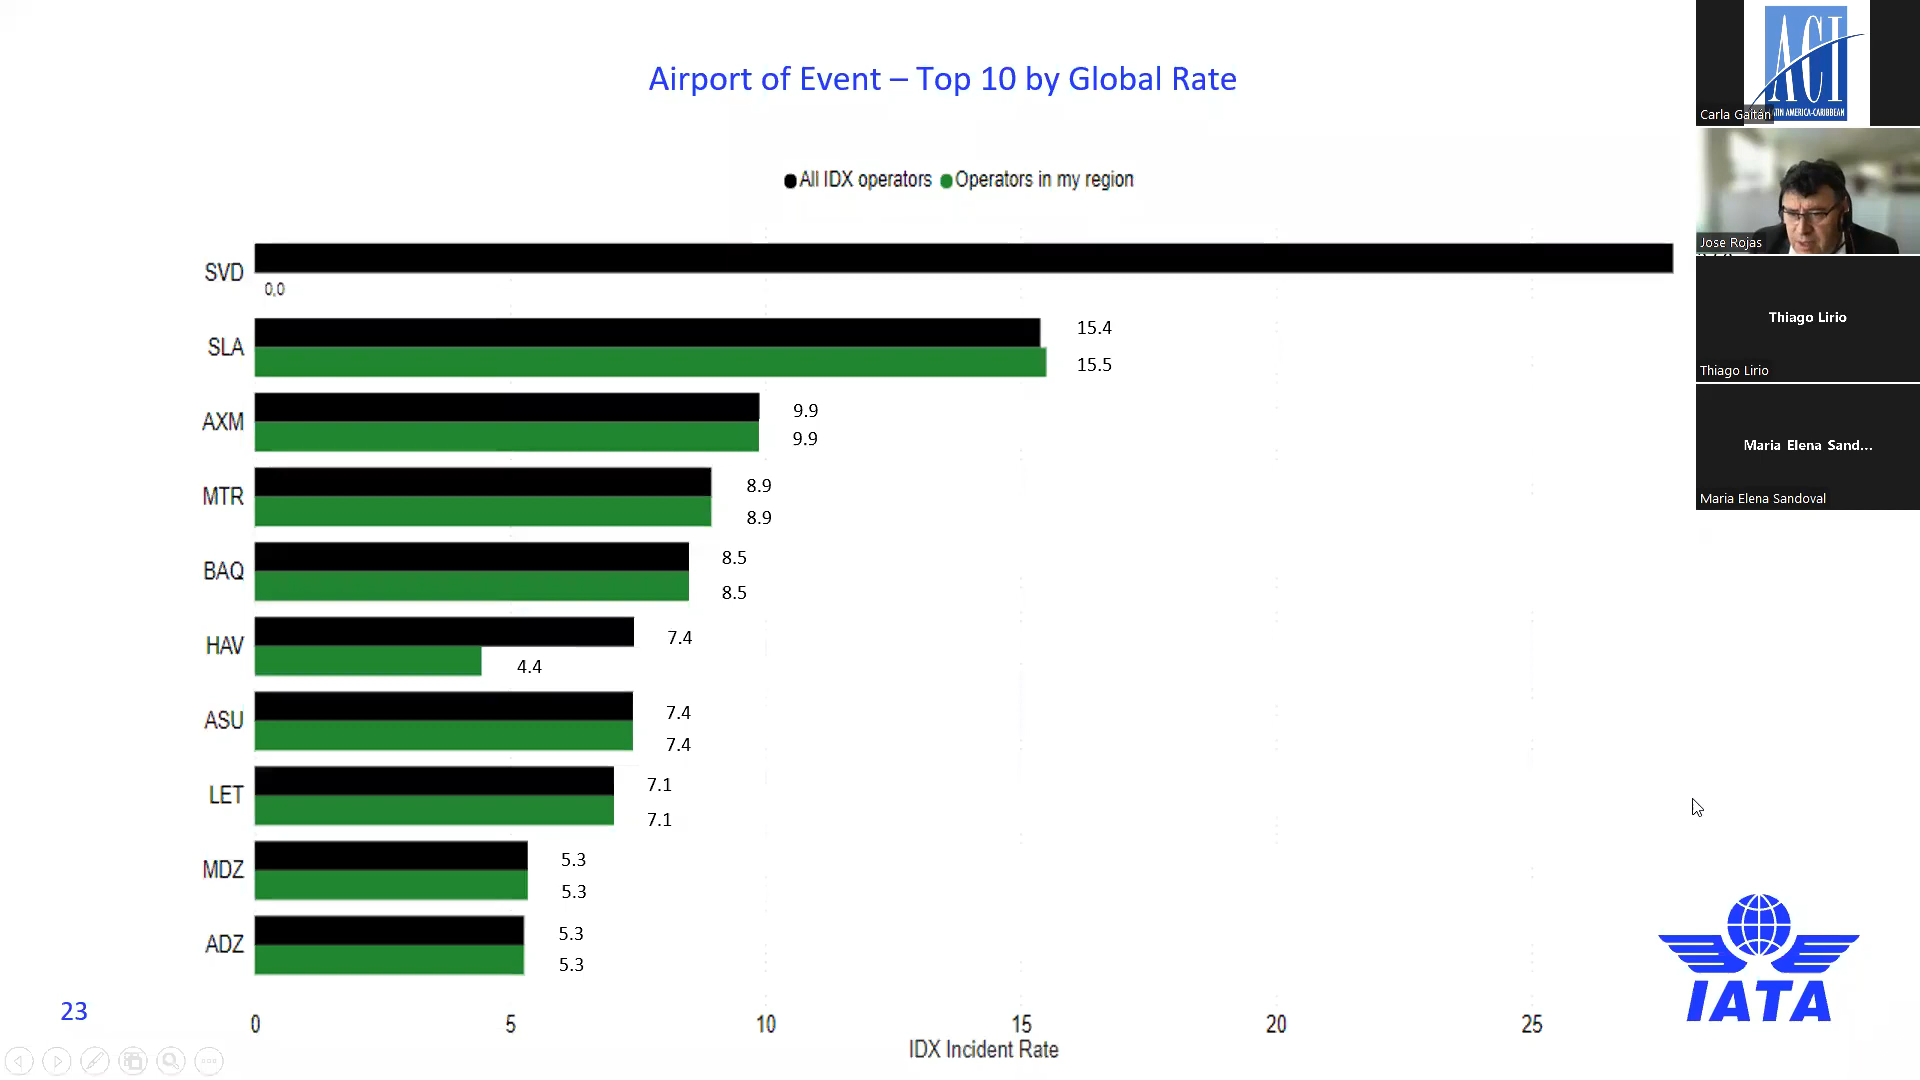 Airport of Event – Top 10 by Global Rate
All IDX operators
Operators in my region
SVD
0,0
SLA
15.4
15.5
AXM
9.9
9.9
MTR
8.9
8.9
BAQ
8.5
8.5
HAV
7.4
4.4
ASU
7.4
7.4
LET
7.1
7.1
MDZ
5.3
5.3
ADZ
5.3
5.3
0
5
10
15
20
25
IDX Incident Rate
23
IATA
ACI
LATIN AMERICA-CARIBBEAN
Carla Gaitán
Jose Rojas
Thiago Lirio
Thiago Lirio
Maria Elena Sand...
Maria Elena Sandoval